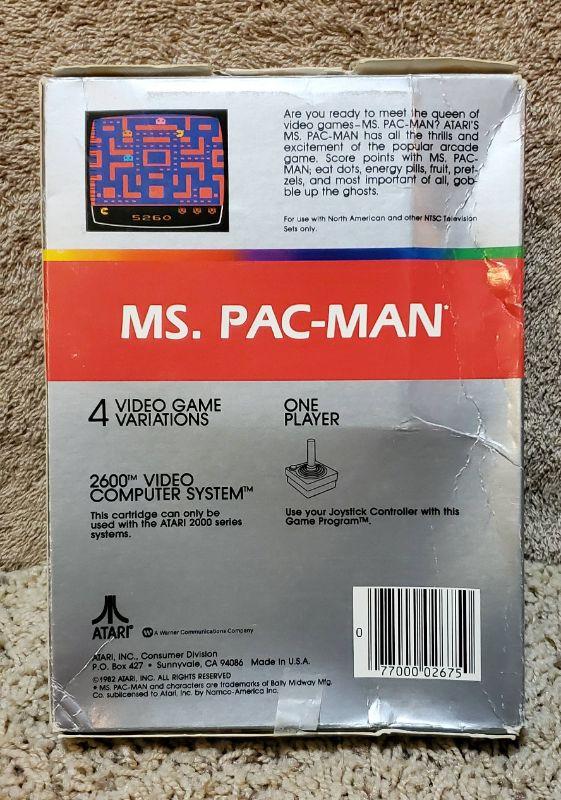 Are you ready to meet the queen of
video games–MS. PAC-MAN? ATARI'S
MS. PAC-MAN has all the thrills and
excitement of the popular arcade
game. Score points with MS. PAC-
MAN; eat dots, energy pills, fruit, pret-
zels, and most important of all, gob-
ble up the ghosts.
For use with North American and other NTSC Television
Sets only.
5260
MS. PAC-MAN*
4 VIDEO GAME
VARIATIONS
ONE
PLAYER
2600™ VIDEO
COMPUTER SYSTEM™
This cartridge can only be
used with the ATARI 2000 series
systems.
Use your Joystick Controller with this
Game Program™.
ATARI®
W A Warner Communications Company
ATARI, INC., Consumer Division
P.O. Box 427 • Sunnyvale, CA 94086 Made in U.S.A.
©1982 ATARI, INC. ALL RIGHTS RESERVED
* MS. PAC-MAN and characters are trademarks of Bally Midway Mfg.
Co. sublicensed to Atari, Inc. by Namco-America Inc.
0 77000 02675